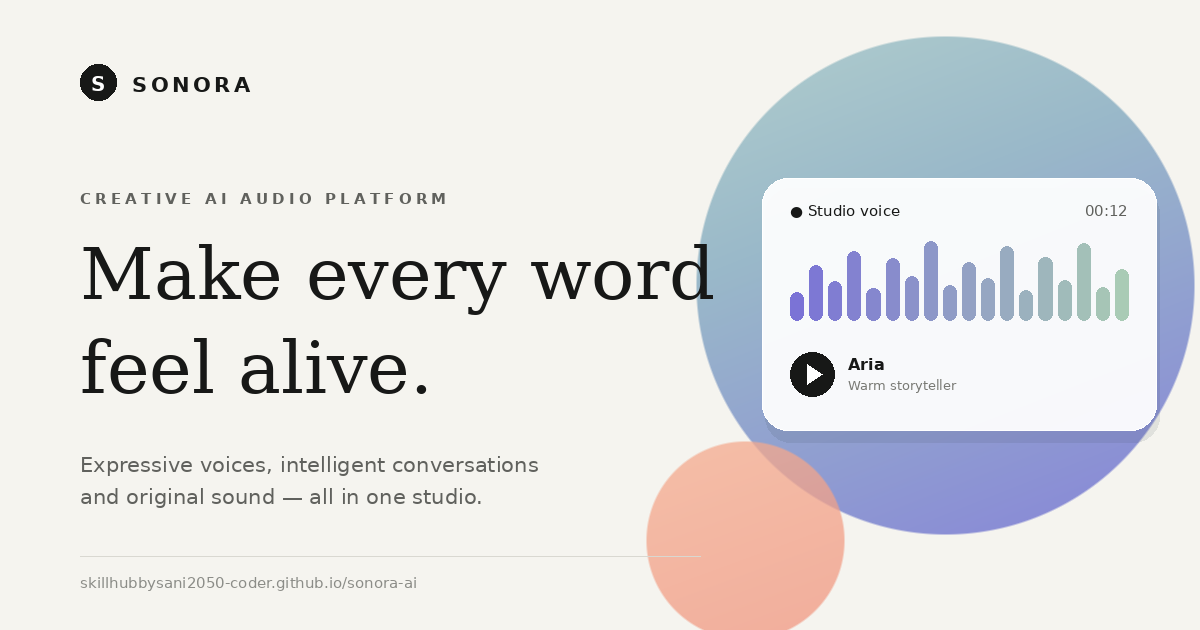 S SONORA
CREATIVE AI AUDIO PLATFORM
Make every word
feel alive.
Expressive voices, intelligent conversations
and original sound — all in one studio.
skillhubbysani2050-coder.github.io/sonora-ai
Studio voice 00:12
Aria
Warm storyteller